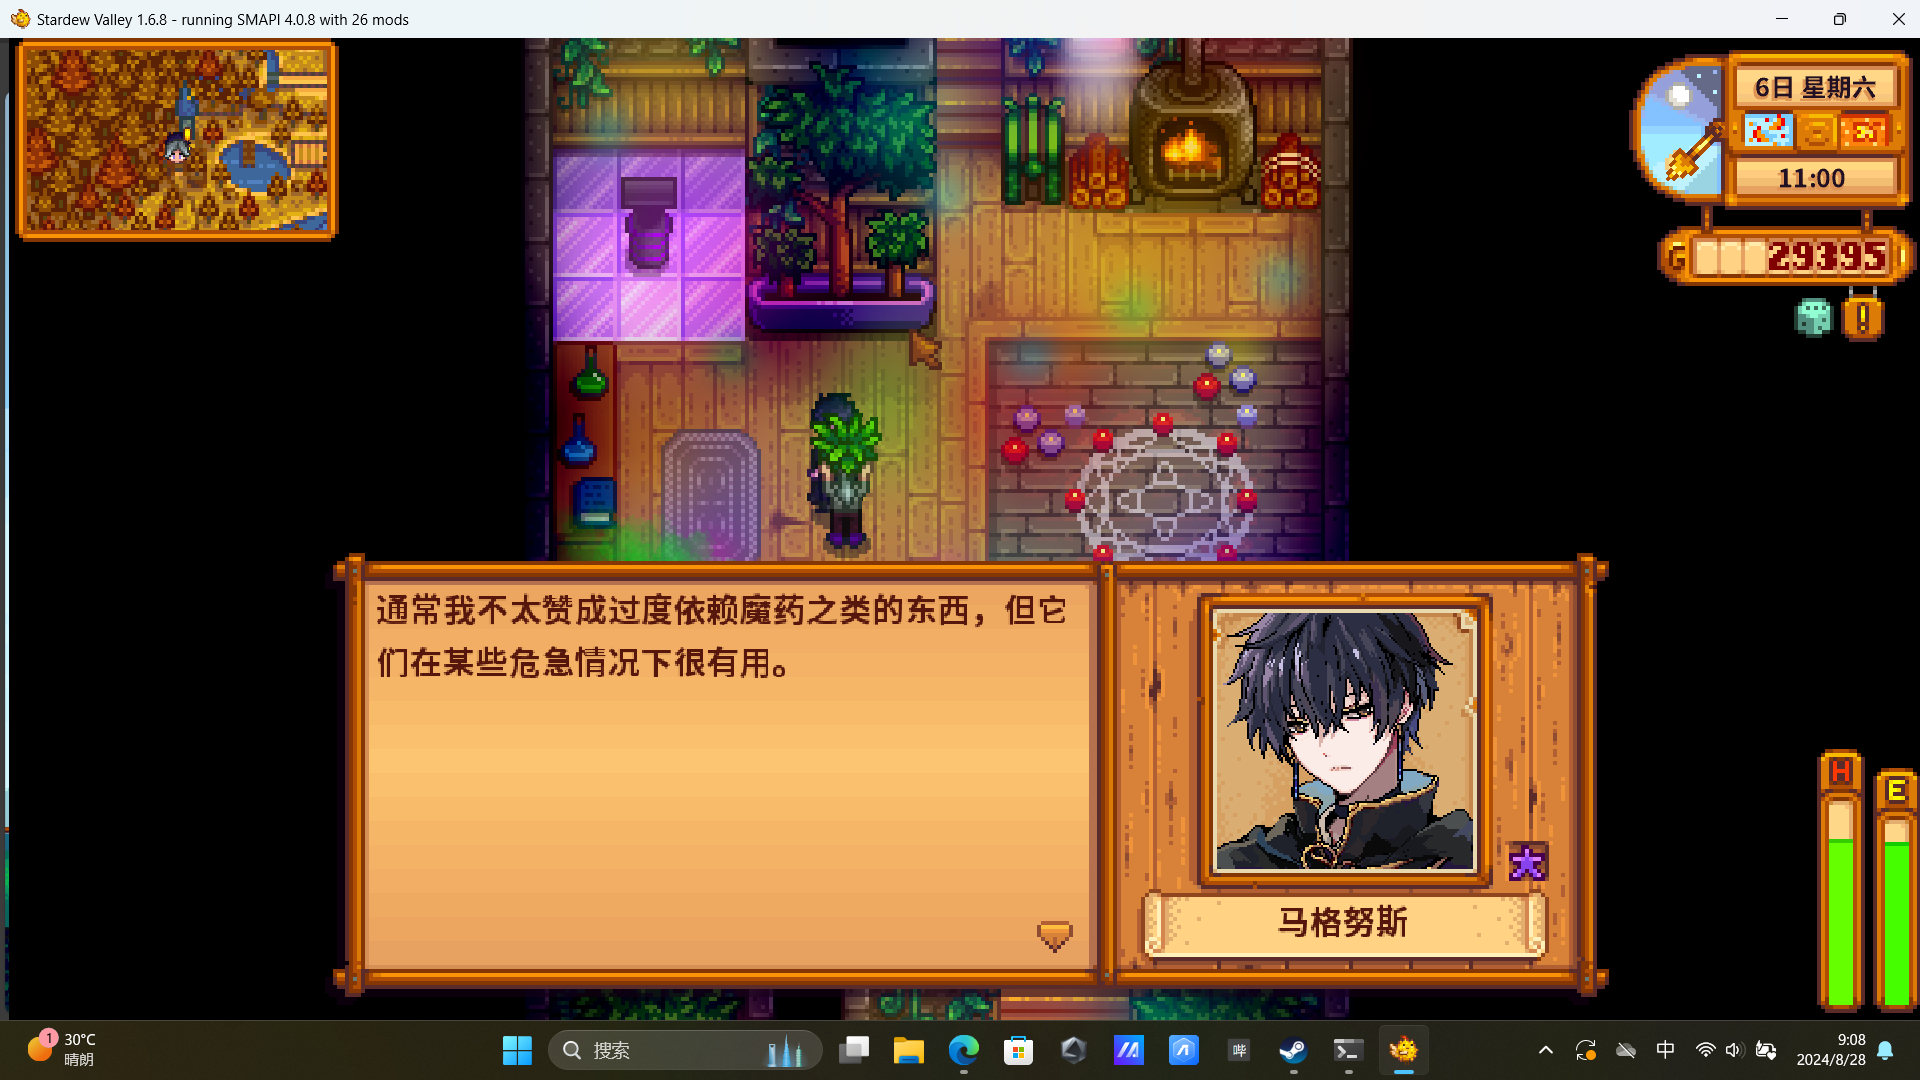 Stardew Valley 1.6.8 - running SMAPI 4.0.8 with 26 mods
6日 星期六
11:00
G 29395
!
通常我不太赞成过度依赖魔药之类的东西，但它
们在某些危急情况下很有用。
马格努斯
H
E
1
30°C
晴朗
搜索
哔
中
9:08
2024/8/28